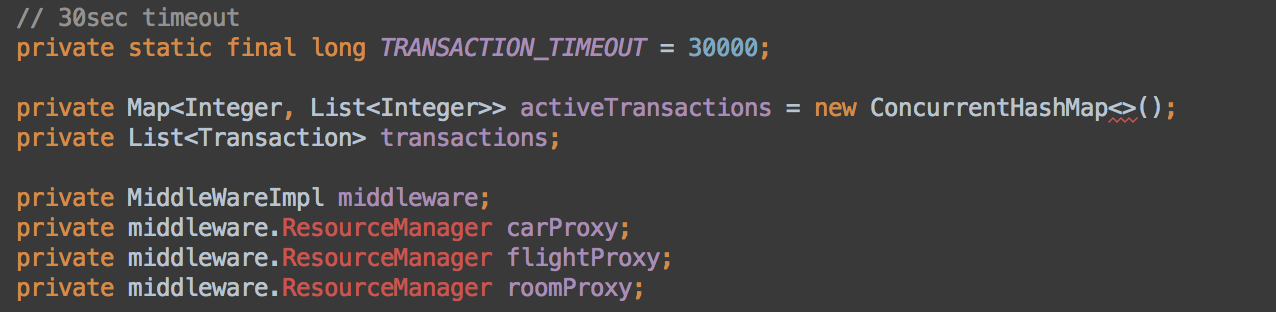 // 30sec timeout
private static final long TRANSACTION_TIMEOUT = 30000;
private Map<Integer, List<Integer>> activeTransactions = new ConcurrentHashMap<>();
private List<Transaction> transactions;
private MiddleWareImpl middleware;
private middleware.ResourceManager carProxy;
private middleware.ResourceManager flightProxy;
private middleware.ResourceManager roomProxy;